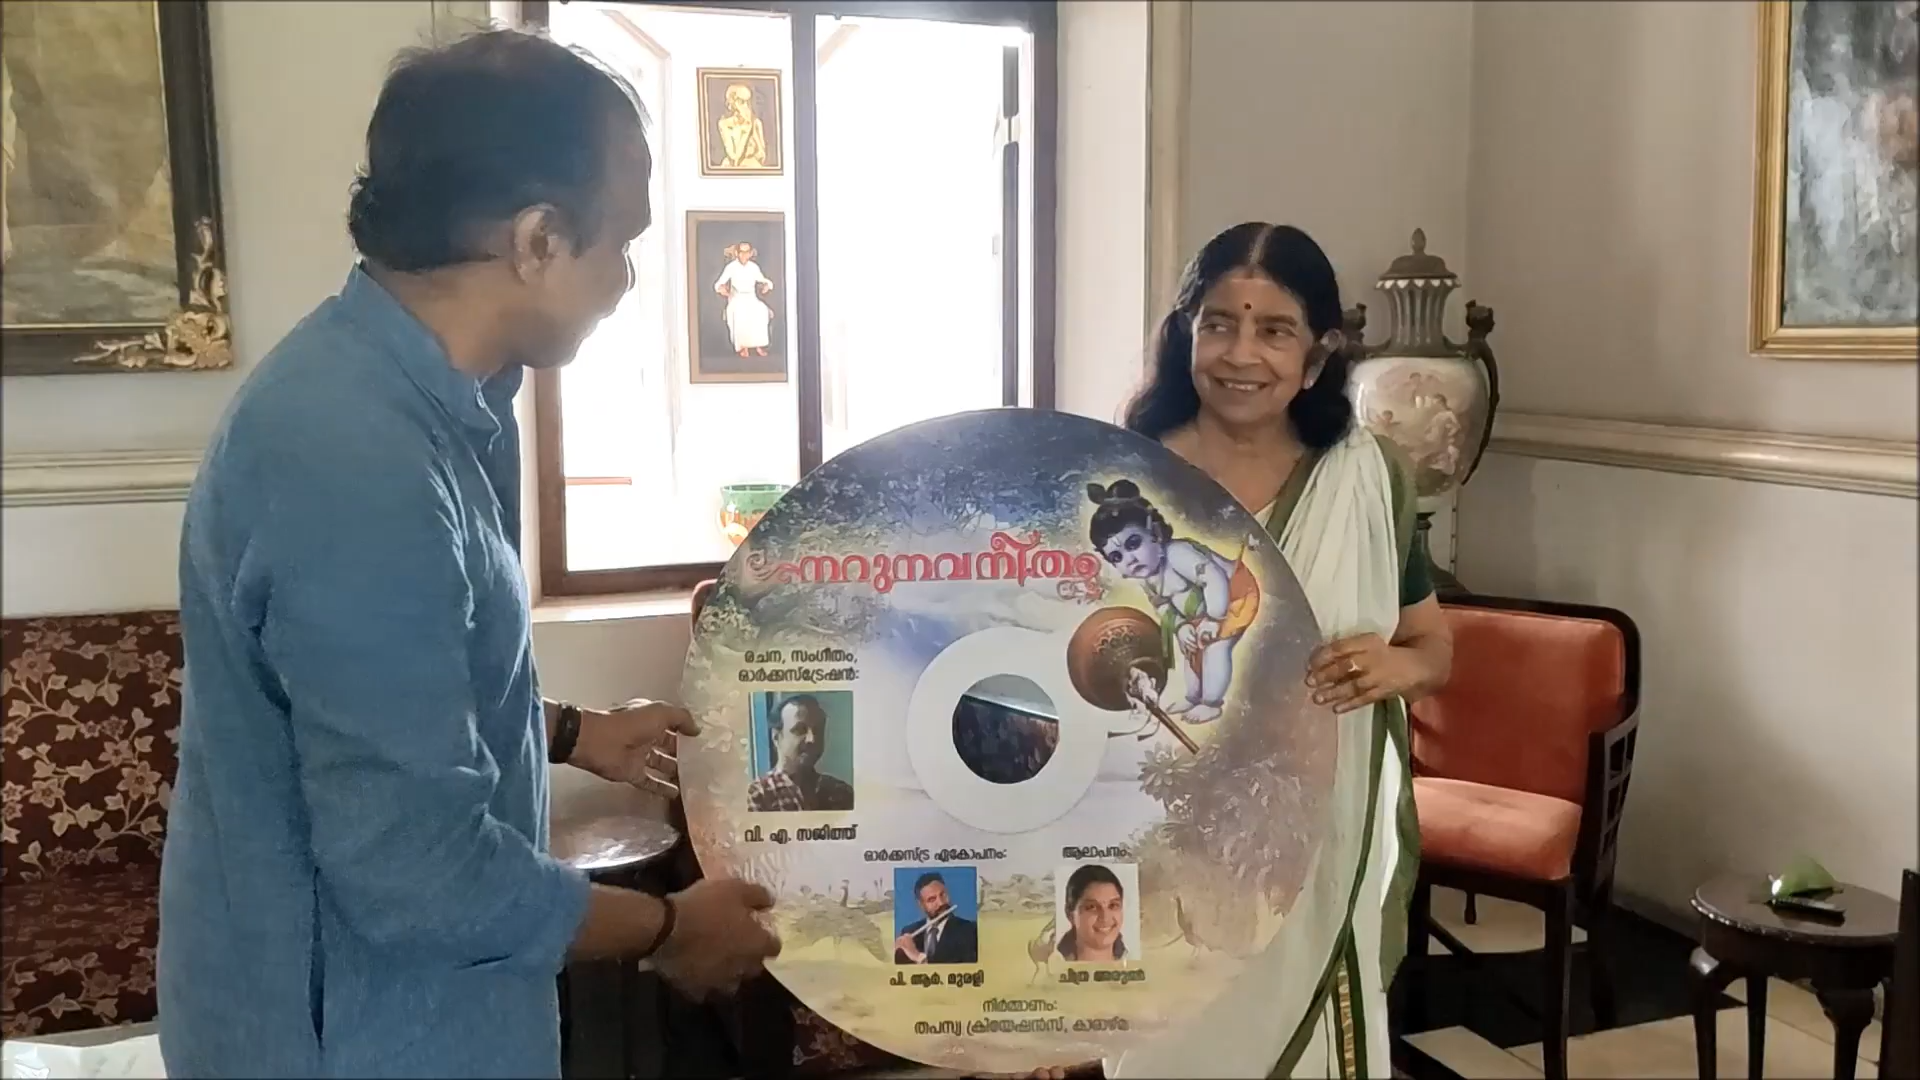 നറുനവനീതം
രചന, സംഗീതം,
ഓർക്കസ്ട്രേഷൻ:
വി. എ. സജിത്ത്
ഓർക്കസ്ട്ര ഏകോപനം:
പി. ആർ. മുരളി
ആലാപനം:
ചിത്ര അരുൺ
നിർമ്മാണം:
തപസ്യ ക്രിയേഷൻസ്, കാരാഴ്മ